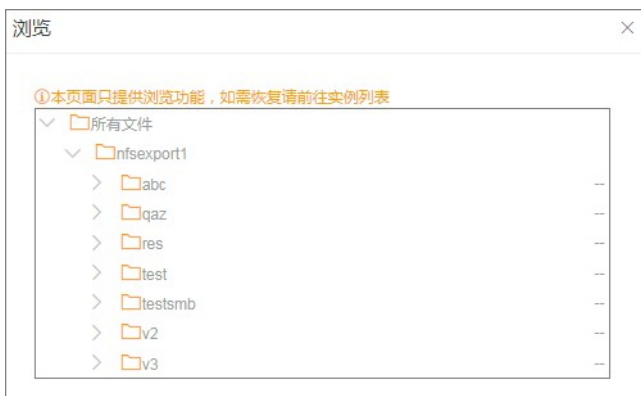 浏览
本页面只提供浏览功能，如需恢复请前往实例列表
所有文件
nfsexport1
abc --
qaz --
res --
test --
testsmb --
v2 --
v3 --